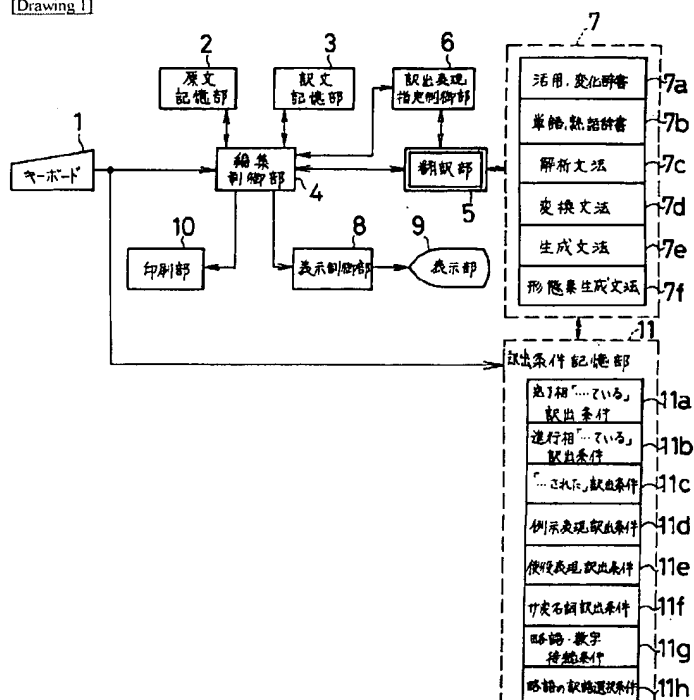 [Drawing 1]
7
2
3
6
原文
記憶部
訳文
記憶部
訳出表現
指定制御部
活用、変化辞書
7a
単語、熟語辞書
7b
1
キーボード
編集
制御部
4
翻訳部
5
解析文法
7c
変換文法
7d
10
8
9
生成文法
7e
印刷部
表示制御部
表示部
形態素生成文法
7f
11
訳出条件記憶部
完了相「…ている」
訳出条件
11a
進行相「…ている」
訳出条件
11b
「…された」訳出条件
11c
例示表現訳出条件
11d
使役表現訳出条件
11e
サ変名詞訳出条件
11f
略語・数字
接続条件
11g
略語の訳語選択条件
11h